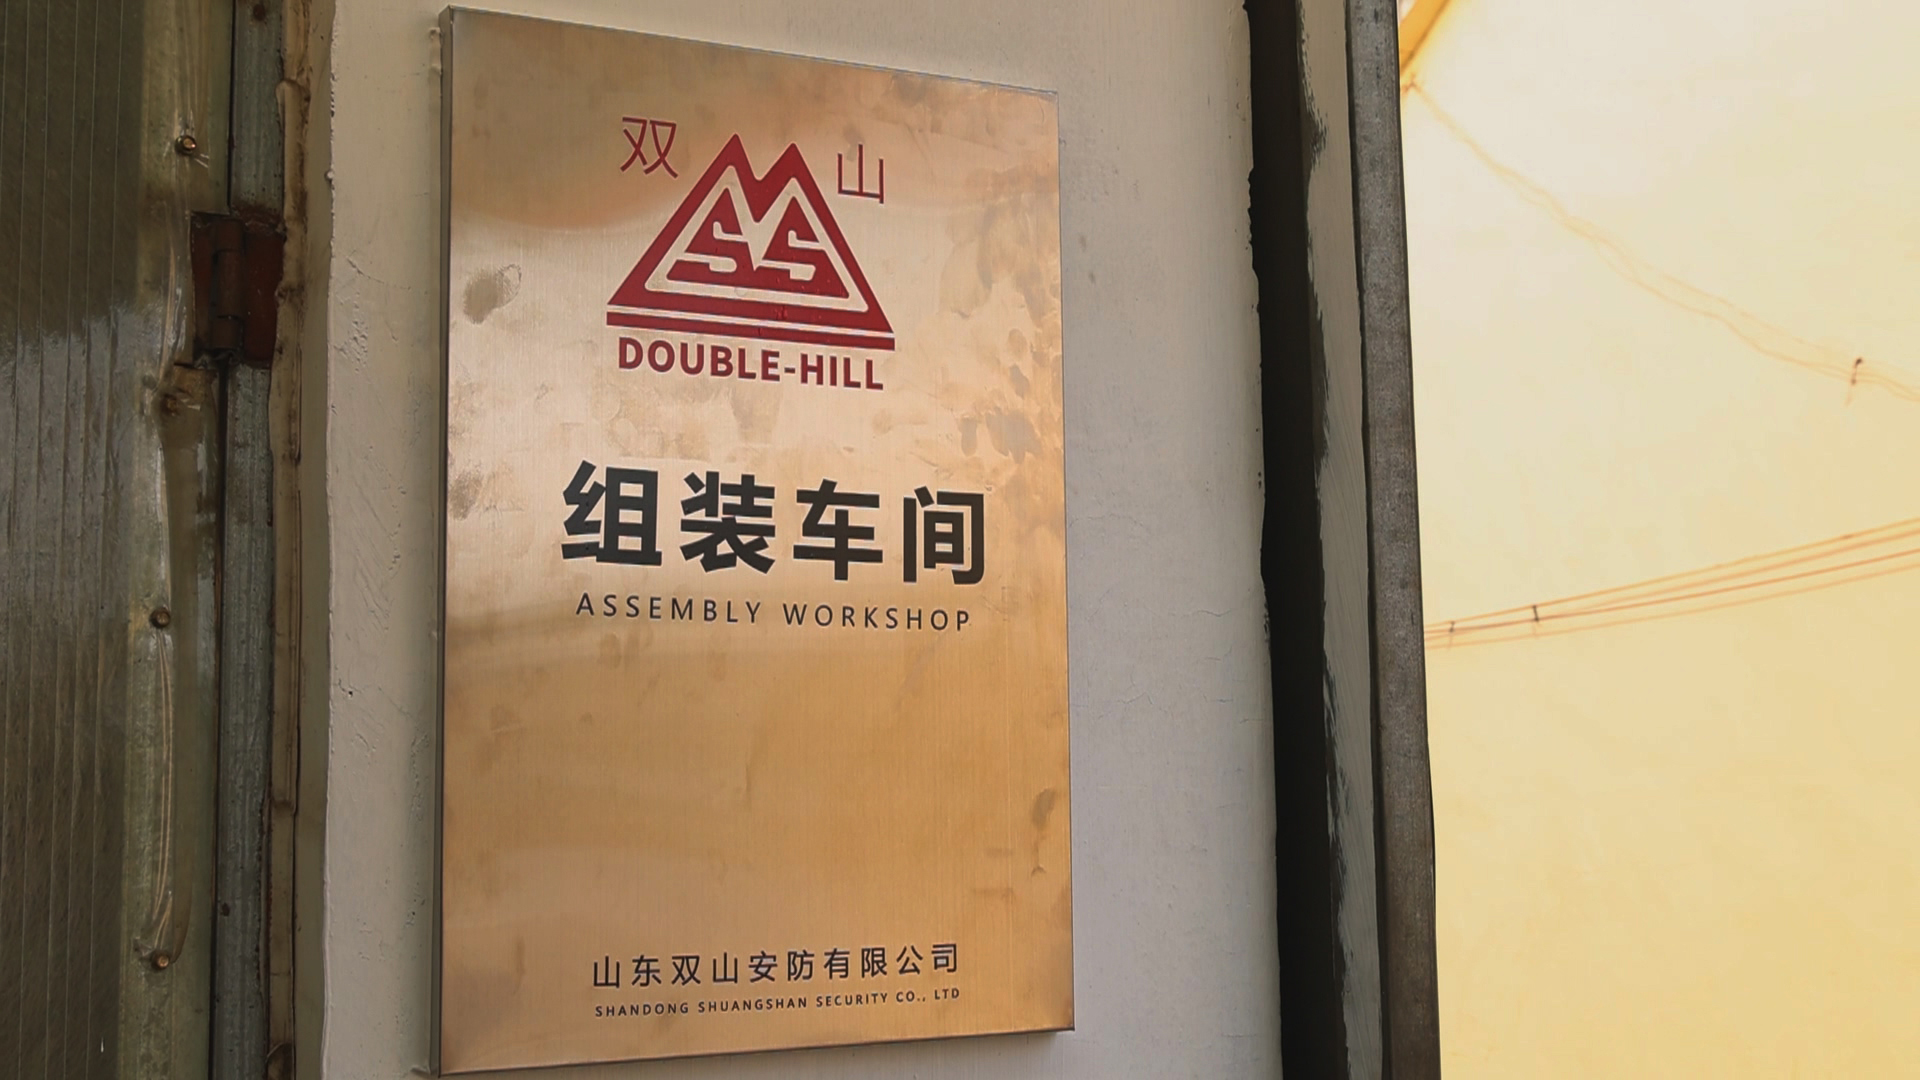 双 山
SS
DOUBLE-HILL
组装车间
ASSEMBLY WORKSHOP
山东双山安防有限公司
SHANDONG SHUANGSHAN SECURITY CO., LTD